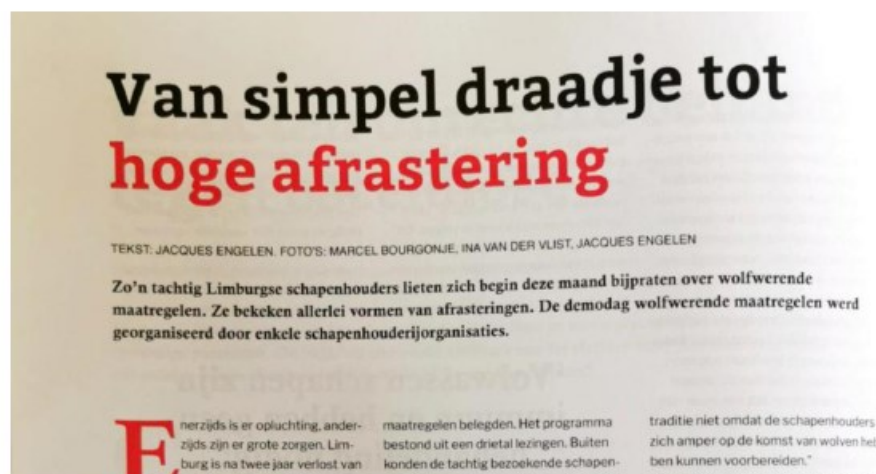 Van simpel draadje tot
hoge afrastering
TEKST: JACQUES ENGELEN. FOTO'S: MARCEL BOURGONJE, INA VAN DER VLIST, JACQUES ENGELEN
Zo'n tachtig Limburgse schapenhouders lieten zich begin deze maand bijpraten over wolfwerende
maatregelen. Ze bekeken allerlei vormen van afrasteringen. De demodag wolfwerende maatregelen werd
georganiseerd door enkele schapenhouderijorganisaties.
Enerzijds is er opluchting, ander-
zijds zijn er grote zorgen. Lim-
burg is na twee jaar verlost van
maatregelen belegden. Het programma
bestond uit een drietal lezingen. Buiten
konden de tachtig bezoekende schapen-
traditie niet omdat de schapenhouders
zich amper op de komst van wolven heb
ben kunnen voorbereiden."